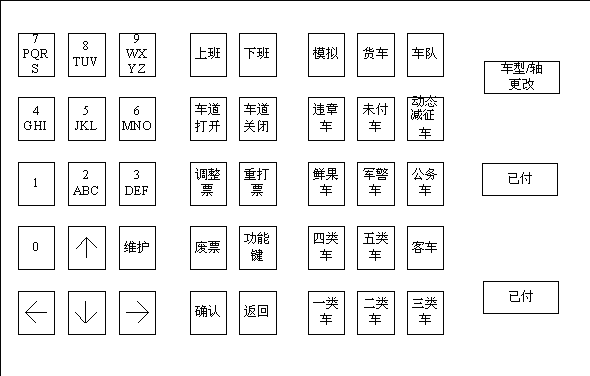 7
PQR
S
8
TUV
9
WX
YZ
上班
下班
模拟
货车
车队
车型/轴
更改
4
GHI
5
JKL
6
MNO
车道
打开
车道
关闭
违章
车
未付
车
动态
减征
车
1
2
ABC
3
DEF
调整
票
重打
票
鲜果
车
军警
车
公务
车
已付
0
维护
废票
功能
键
四类
车
五类
车
客车
确认
返回
一类
车
二类
车
三类
车
已付